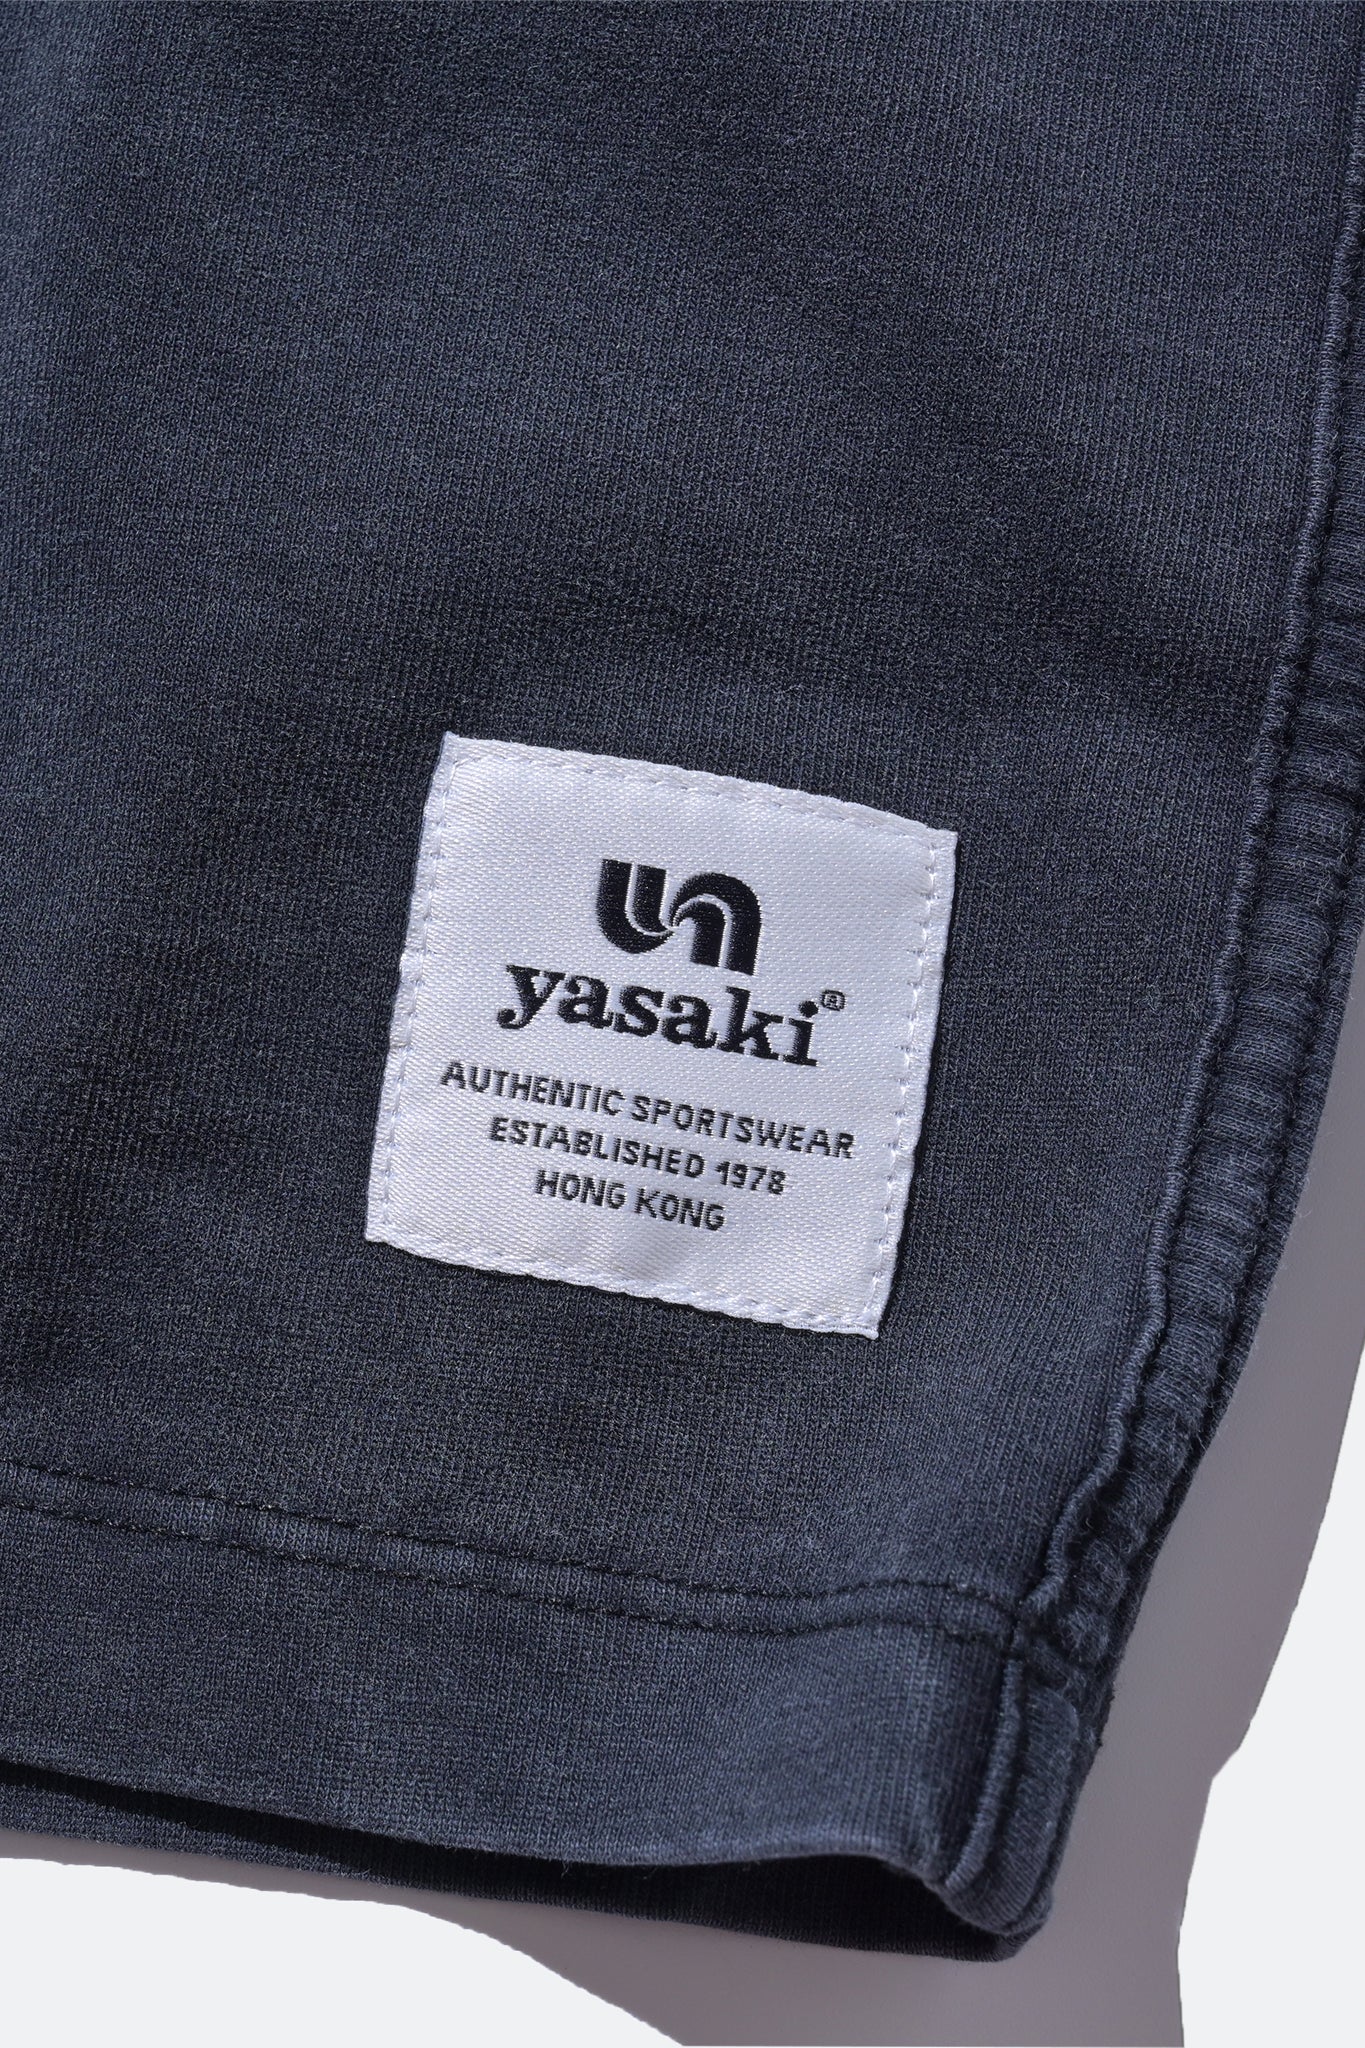 yasaki®
AUTHENTIC SPORTSWEAR
ESTABLISHED 1978
HONG KONG